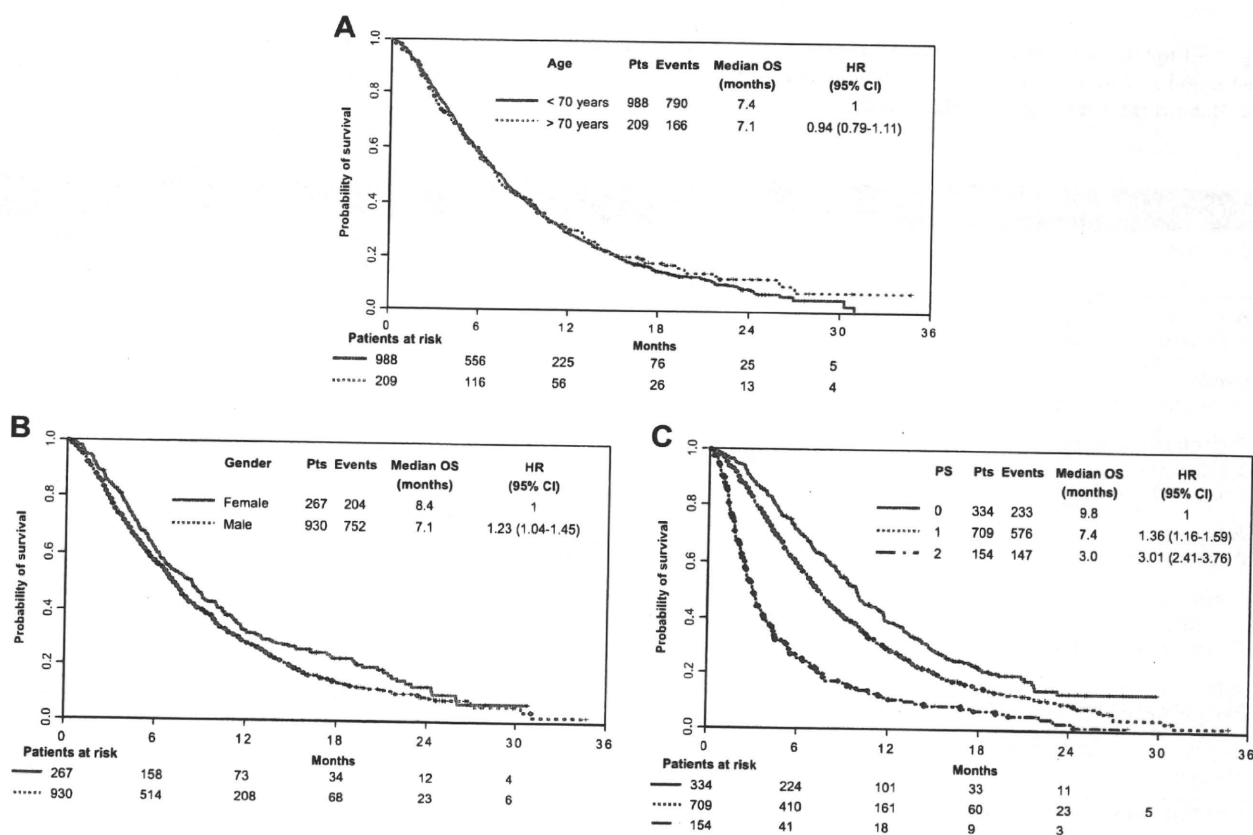 A
Age Pts Events Median OS HR
(months) (95% CI)
< 70 years 988 790 7.4 1
> 70 years 209 166 7.1 0.94 (0.79-1.11)
Probability of survival
1.0
0.8
0.6
0.4
0.2
0.0
0 6 12 18 24 30 36
Patients at risk Months
988 556 225 76 25 5
209 116 56 26 13 4
B
Gender Pts Events Median OS HR
(months) (95% CI)
Female 267 204 8.4 1
Male 930 752 7.1 1.23 (1.04-1.45)
Probability of survival
1.0
0.8
0.6
0.4
0.2
0.0
0 6 12 18 24 30 36
Patients at risk Months
267 158 73 34 12 4
930 514 208 68 23 6
C
PS Pts Events Median OS HR
(months) (95% CI)
0 334 233 9.8 1
1 709 576 7.4 1.36 (1.16-1.59)
2 154 147 3.0 3.01 (2.41-3.76)
Probability of survival
1.0
0.8
0.6
0.4
0.2
0.0
0 6 12 18 24 30 36
Patients at risk Months
334 224 101 33 11
709 410 161 60 23 5
154 41 18 9 3